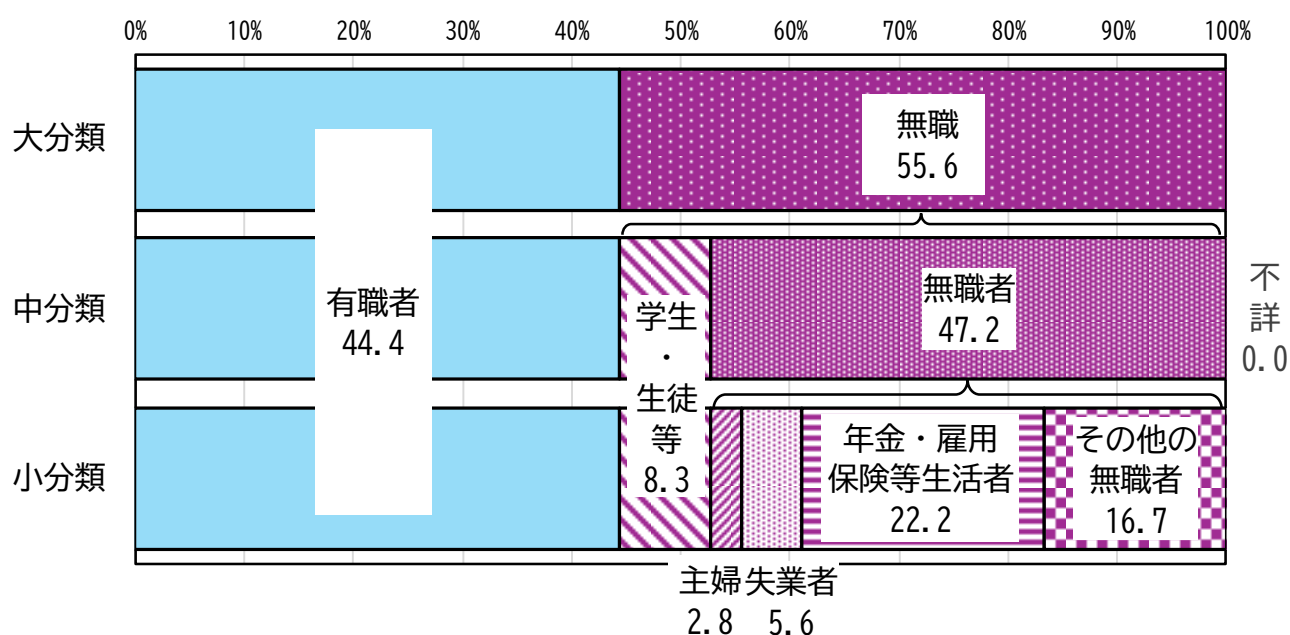 0% 10% 20% 30% 40% 50% 60% 70% 80% 90% 100%
大分類
無職
55.6
中分類
有職者
44.4
学生
・
生徒
等
8.3
無職者
47.2
不
詳
0.0
小分類
年金・雇用
保険等生活者
22.2
その他の
無職者
16.7
主婦
2.8
失業者
5.6